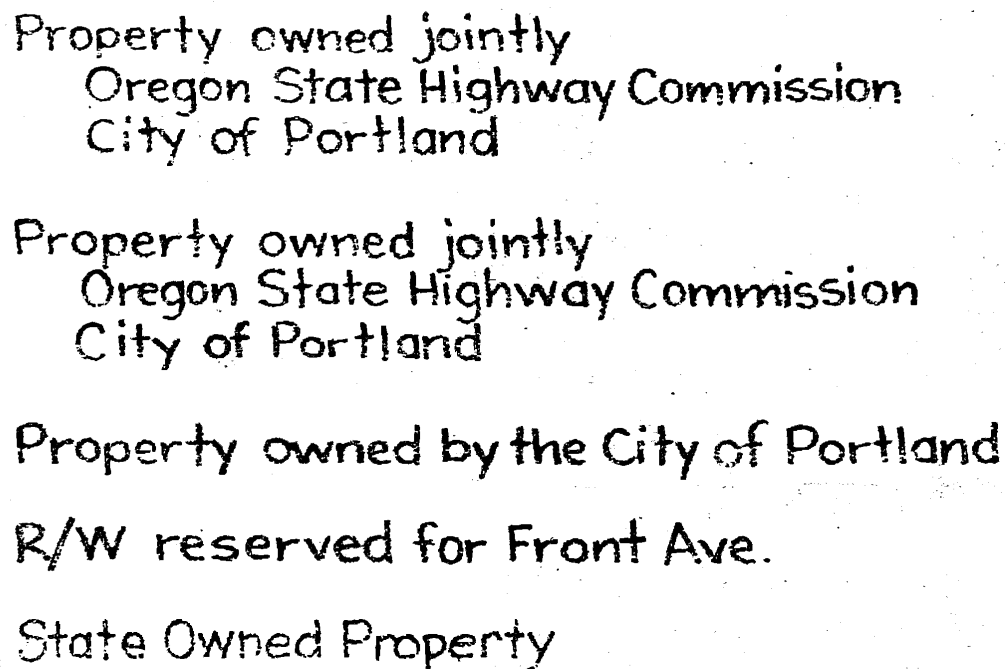 Property owned jointly
Oregon State Highway Commission
City of Portland
Property owned jointly
Oregon State Highway Commission
City of Portland
Property owned by the City of Portland
R/W reserved for Front Ave.
State Owned Property